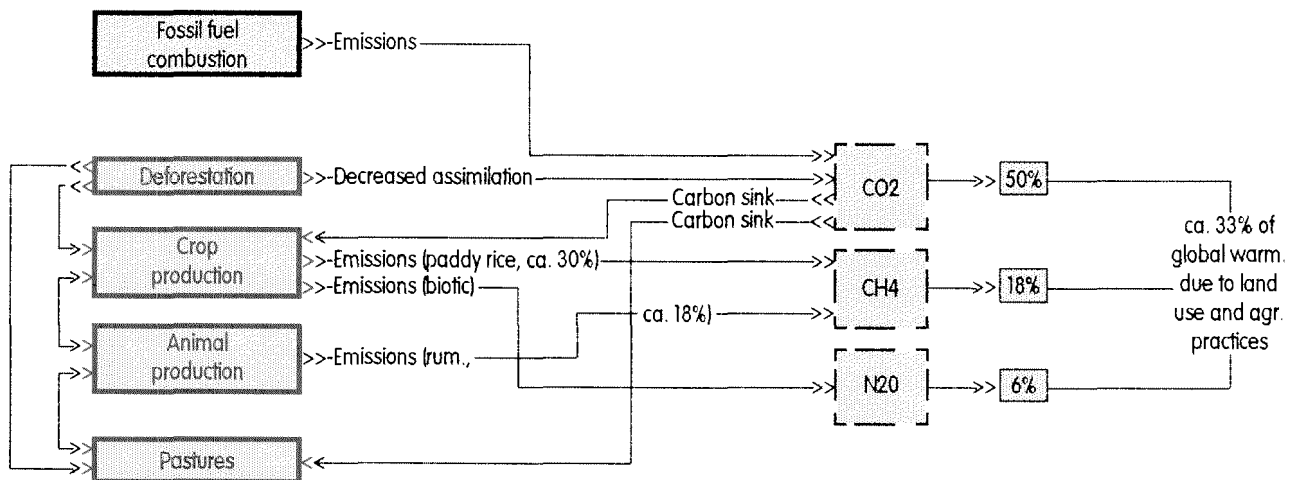 Fossil fuel
combustion
>>-Emissions
Deforestation
>>-Decreased assimilation
Carbon sink
Carbon sink
Crop
production
>>-Emissions (paddy rice, ca. 30%)
>>-Emissions (biotic)
Animal
production
>>-Emissions (rum.,
ca. 18%)
Pastures
CO2
CH4
N20
50%
18%
6%
ca. 33% of
global warm.
due to land
use and agr.
practices